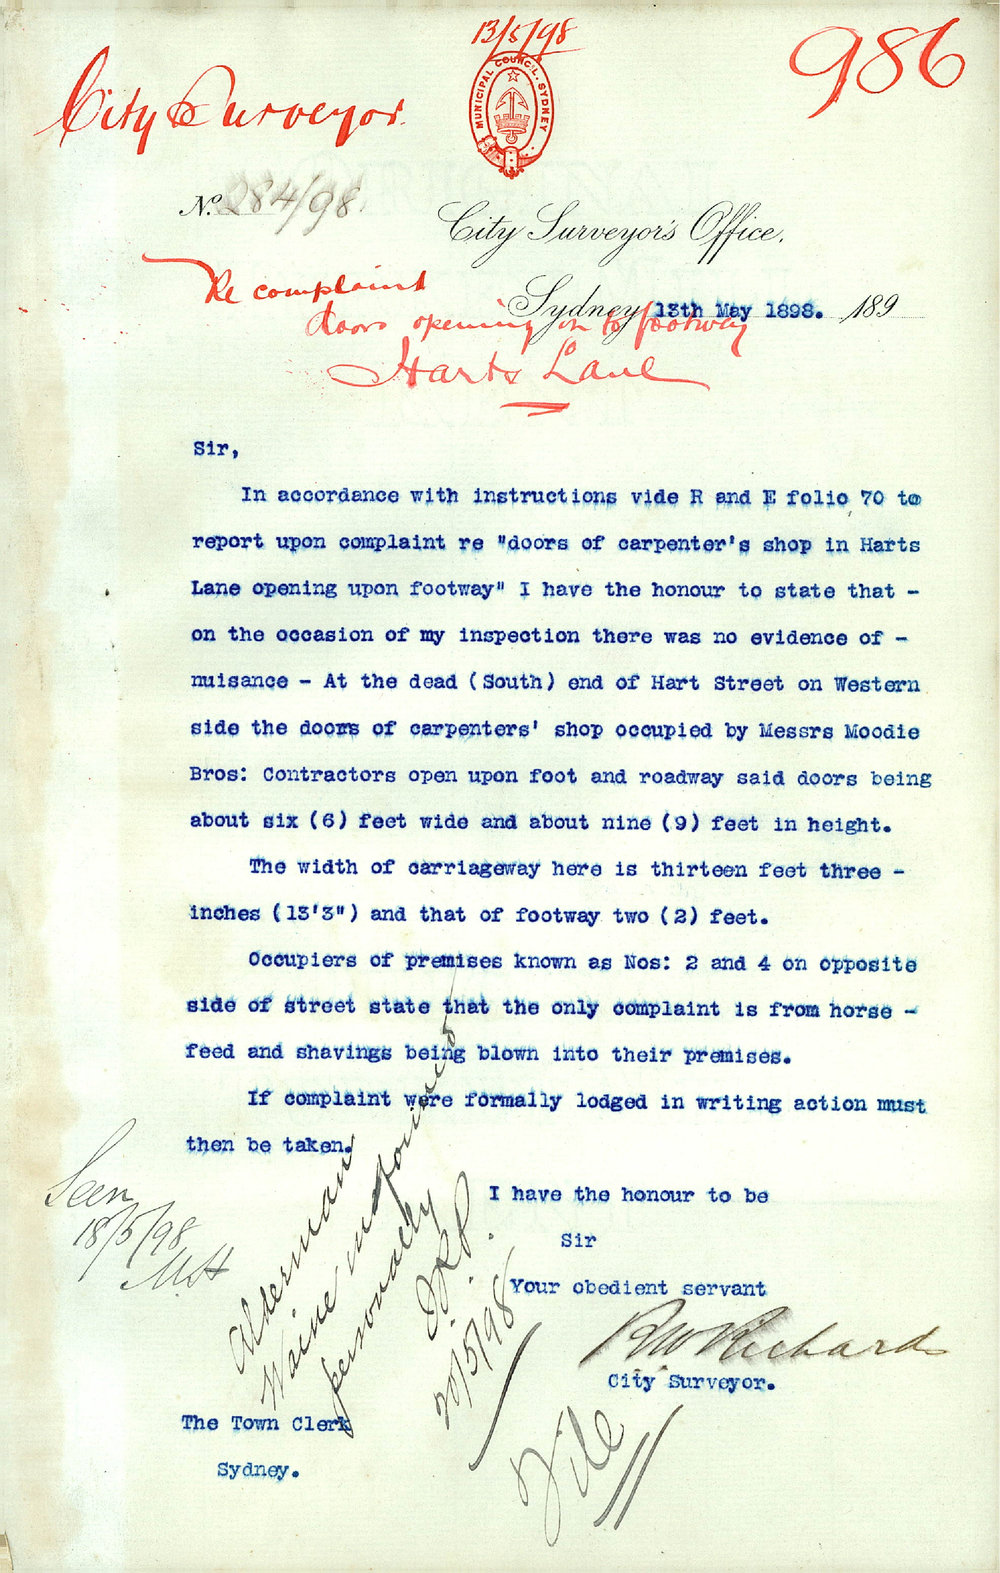 13/5/98
986
City Surveyor.
MUNICIPAL COUNCIL. SYDNEY
No. 284/98.
City Surveyor's Office.
Re complaint
Sydney, 13th May 1898. 189
doors opening on to footway
Harts Lane
Sir,
In accordance with instructions vide R and E folio 70 to
report upon complaint re "doors of carpenter's shop in Harts
Lane opening upon footway" I have the honour to state that -
on the occasion of my inspection there was no evidence of -
nuisance - At the dead (South) end of Hart Street on Western
side the doors of carpenters' shop occupied by Messrs Moodie
Bros: Contractors open upon foot and roadway said doors being
about six (6) feet wide and about nine (9) feet in height.
The width of carriageway here is thirteen feet three -
inches (13'3") and that of footway two (2) feet.
Occupiers of premises known as Nos: 2 and 4 on opposite
side of street state that the only complaint is from horse -
feed and shavings being blown into their premises.
If complaint were formally lodged in writing action must
then be taken.
I have the honour to be
Sir
Your obedient servant
R W Richards
City Surveyor.
The Town Clerk
Sydney.
Seen
18/5/98
Alderman
Waine informed
personally
20/5/98
File